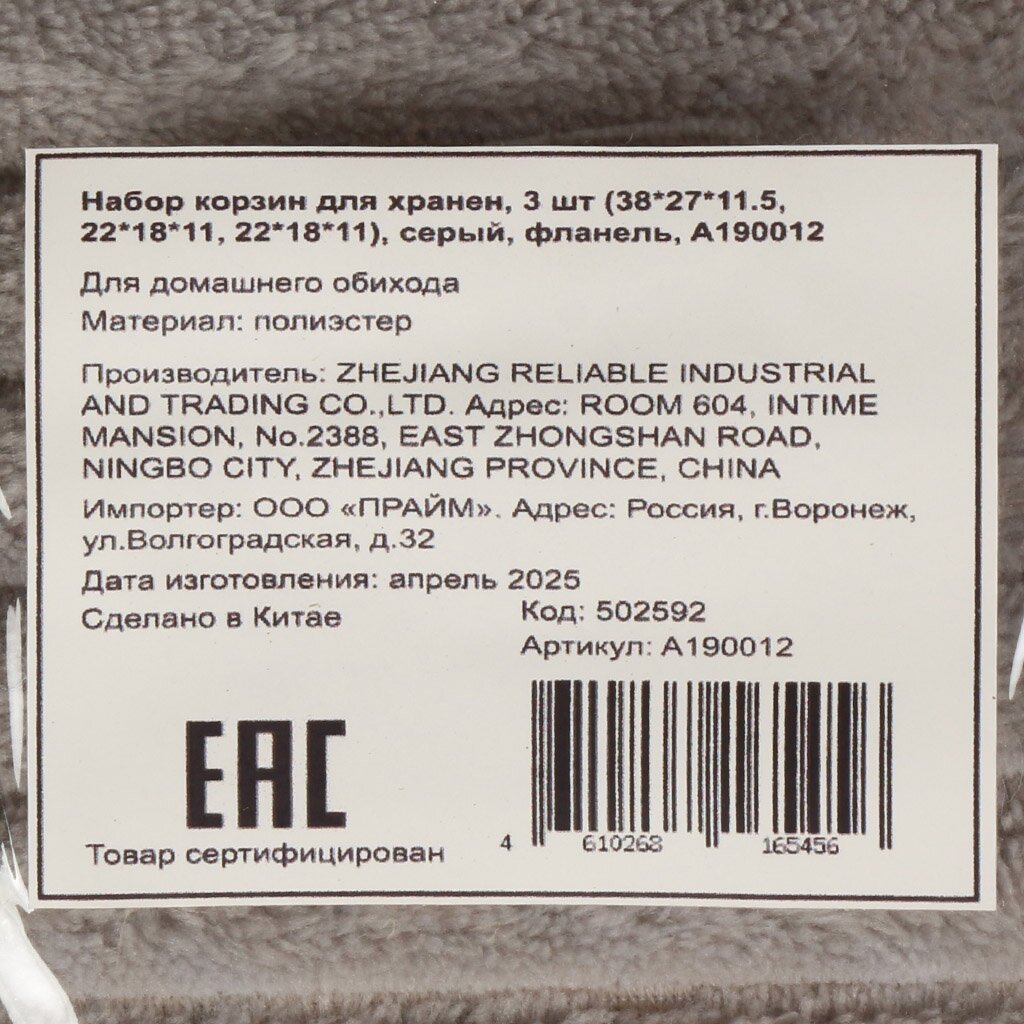 Набор корзин для хранен, 3 шт (38*27*11.5,
22*18*11, 22*18*11), серый, фланель, A190012
Для домашнего обихода
Материал: полиэстер
Производитель: ZHEJIANG RELIABLE INDUSTRIAL
AND TRADING CO.,LTD. Адрес: ROOM 604, INTIME
MANSION, No.2388, EAST ZHONGSHAN ROAD,
NINGBO CITY, ZHEJIANG PROVINCE, CHINA
Импортер: ООО «ПРАЙМ». Адрес: Россия, г.Воронеж,
ул.Волгоградская, д.32
Дата изготовления: апрель 2025
Сделано в Китае
Код: 502592
Артикул: A190012
EAC
Товар сертифицирован
4 610268 165456